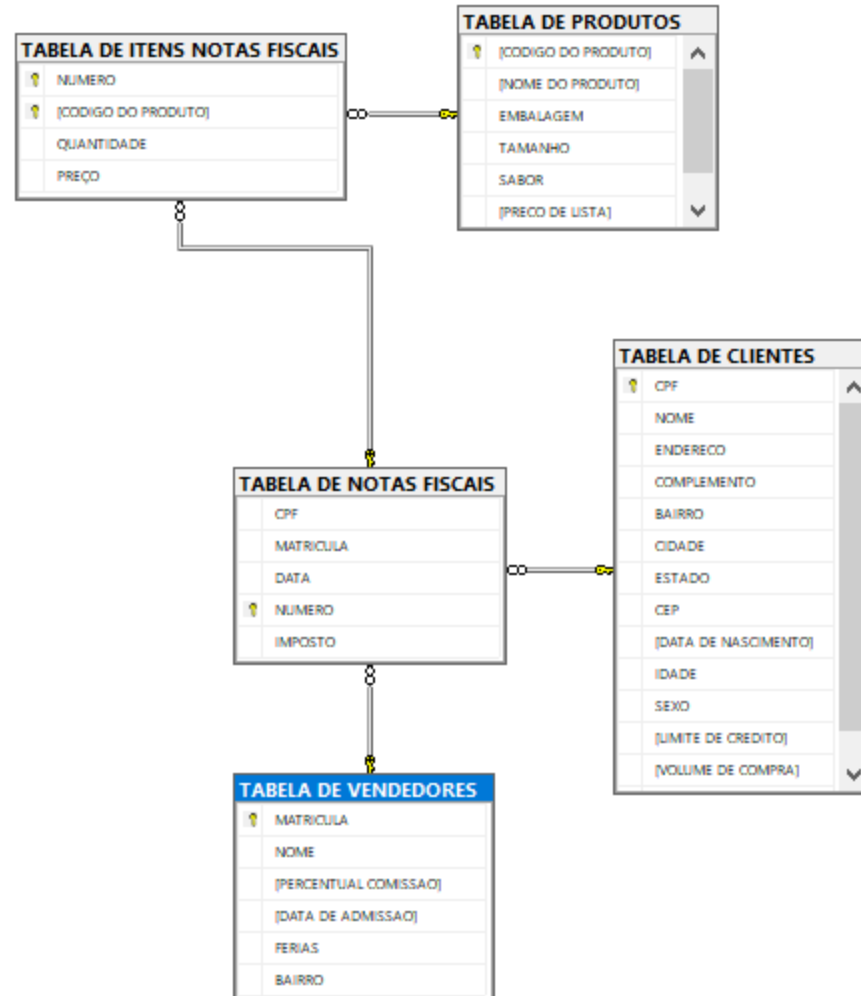 TABELA DE ITENS NOTAS FISCAIS
NUMERO
[CODIGO DO PRODUTO]
QUANTIDADE
PREÇO
TABELA DE PRODUTOS
[CODIGO DO PRODUTO]
[NOME DO PRODUTO]
EMBALAGEM
TAMANHO
SABOR
[PRECO DE LISTA]
TABELA DE CLIENTES
CPF
NOME
ENDERECO
COMPLEMENTO
BAIRRO
CIDADE
ESTADO
CEP
[DATA DE NASCIMENTO]
IDADE
SEXO
[LIMITE DE CREDITO]
[VOLUME DE COMPRA]
TABELA DE NOTAS FISCAIS
CPF
MATRICULA
DATA
NUMERO
IMPOSTO
TABELA DE VENDEDORES
MATRICULA
NOME
[PERCENTUAL COMISSAO]
[DATA DE ADMISSAO]
FERIAS
BAIRRO